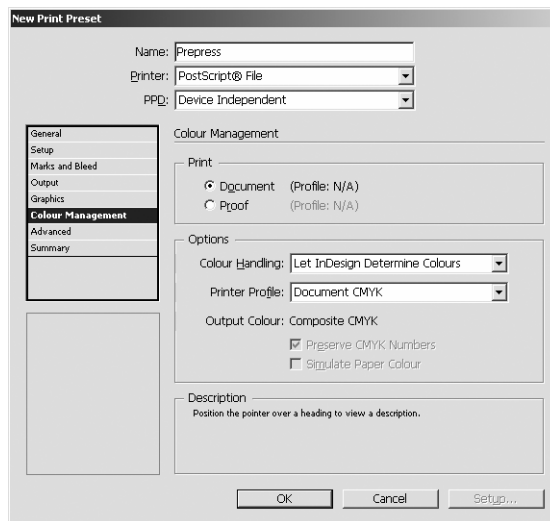 New Print Preset
Name: Prepress
Printer: PostScript® File
PPD: Device Independent
General
Setup
Marks and Bleed
Output
Graphics
Colour Management
Advanced
Summary
Colour Management
Print
Document (Profile: N/A)
Proof (Profile: N/A)
Options
Colour Handling: Let InDesign Determine Colours
Printer Profile: Document CMYK
Output Colour: Composite CMYK
Preserve CMYK Numbers
Simulate Paper Colour
Description
Position the pointer over a heading to view a description.
OK Cancel Setup...